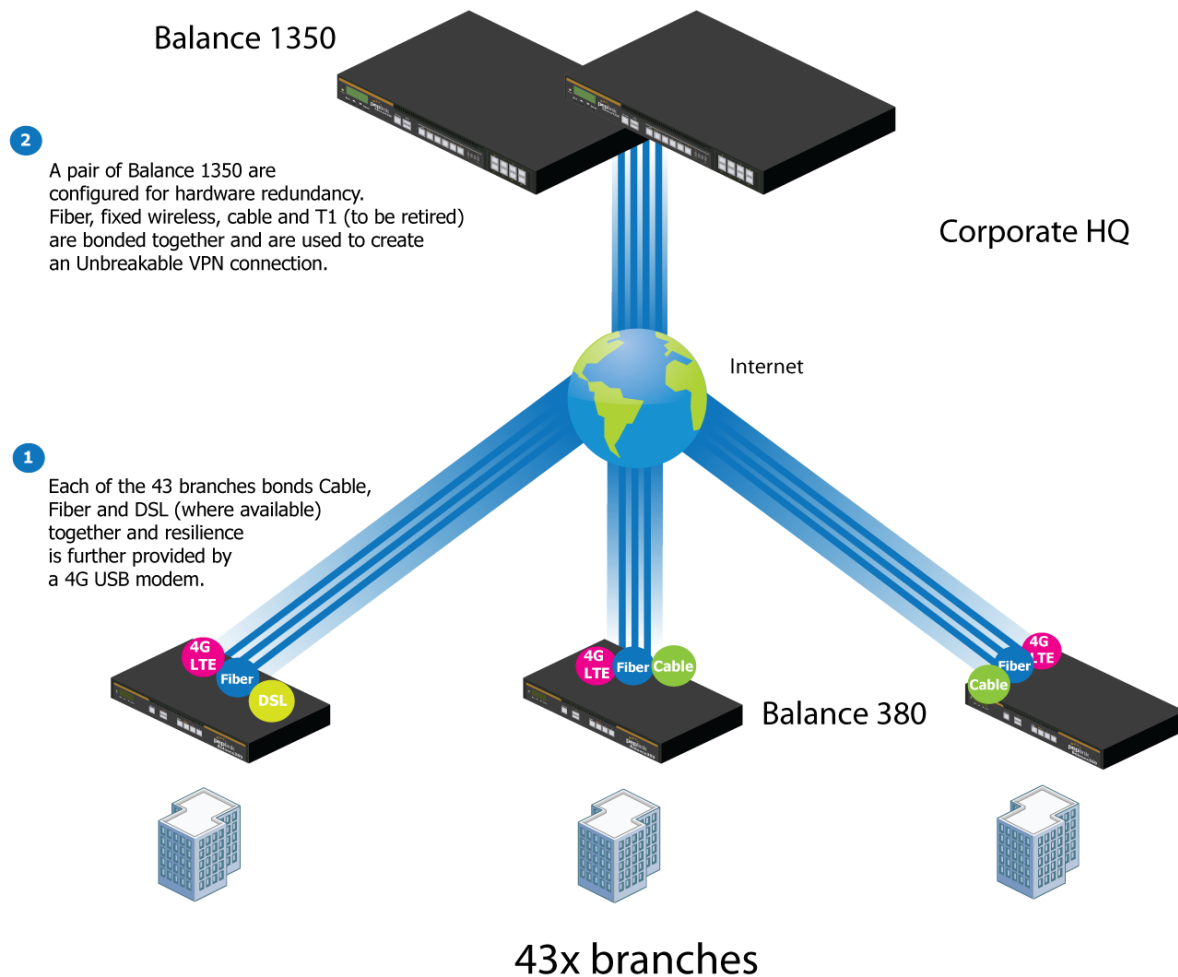 Balance 1350
2
A pair of Balance 1350 are
configured for hardware redundancy.
Fiber, fixed wireless, cable and T1 (to be retired)
are bonded together and are used to create
an Unbreakable VPN connection.
Corporate HQ
Internet
1
Each of the 43 branches bonds Cable,
Fiber and DSL (where available)
together and resilience
is further provided by
a 4G USB modem.
4G
LTE
Fiber
DSL
4G
LTE
Fiber
Cable
4G
LTE
Fiber
Cable
Balance 380
43x branches